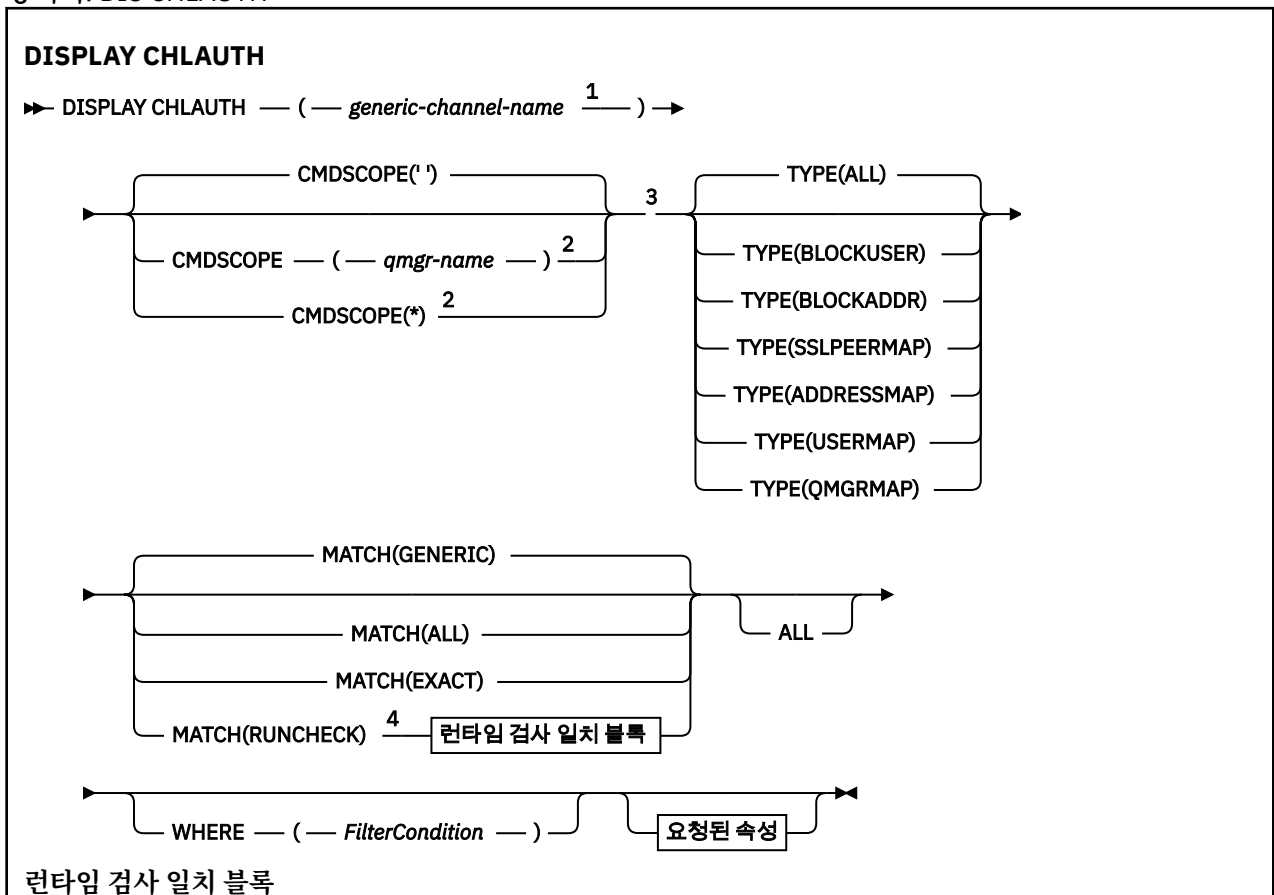 DISPLAY CHLAUTH
DISPLAY CHLAUTH ( generic-channel-name 1 )
CMDSCOPE(' ')
CMDSCOPE ( qmgr-name ) 2
CMDSCOPE(*) 2
3
TYPE(ALL)
TYPE(BLOCKUSER)
TYPE(BLOCKADDR)
TYPE(SSLPEERMAP)
TYPE(ADDRESSMAP)
TYPE(USERMAP)
TYPE(QMGRMAP)
MATCH(GENERIC)
MATCH(ALL)
MATCH(EXACT)
MATCH(RUNCHECK) 4 런타임 검사 일치 블록
ALL
WHERE ( FilterCondition )
요청된 속성
런타임 검사 일치 블록